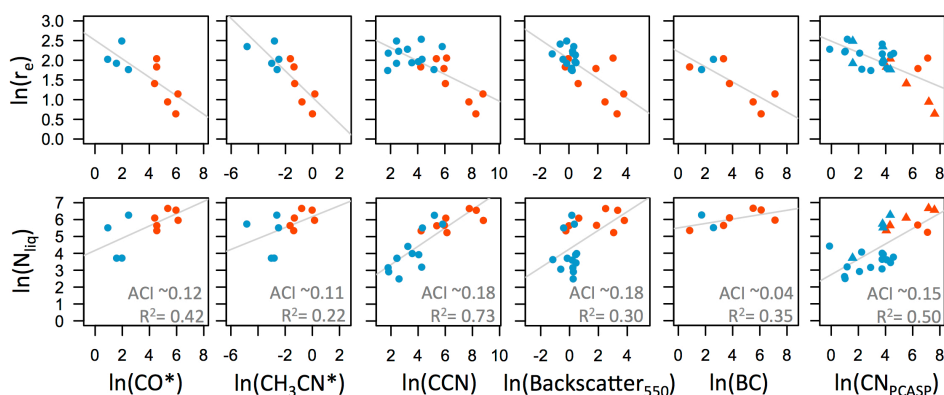 ln(re)
3.0
2.5
2.0
1.5
1.0
0.5
0.0
0 2 4 6 8
-6 -2 0 2
0 2 4 6 8 10
-2 0 2 4
0 2 4 6 8
0 2 4 6 8
ln(Nliq)
7
6
5
4
3
2
1
0
ACI ~0.12
R2= 0.42
ACI ~0.11
R2= 0.22
ACI ~0.18
R2= 0.73
ACI ~0.18
R2= 0.30
ACI ~0.04
R2= 0.35
ACI ~0.15
R2= 0.50
0 2 4 6 8
-6 -2 0 2
0 2 4 6 8 10
-2 0 2 4
0 2 4 6 8
0 2 4 6 8
ln(CO*)
ln(CH3CN*)
ln(CCN)
ln(Backscatter550)
ln(BC)
ln(CNPCASP)